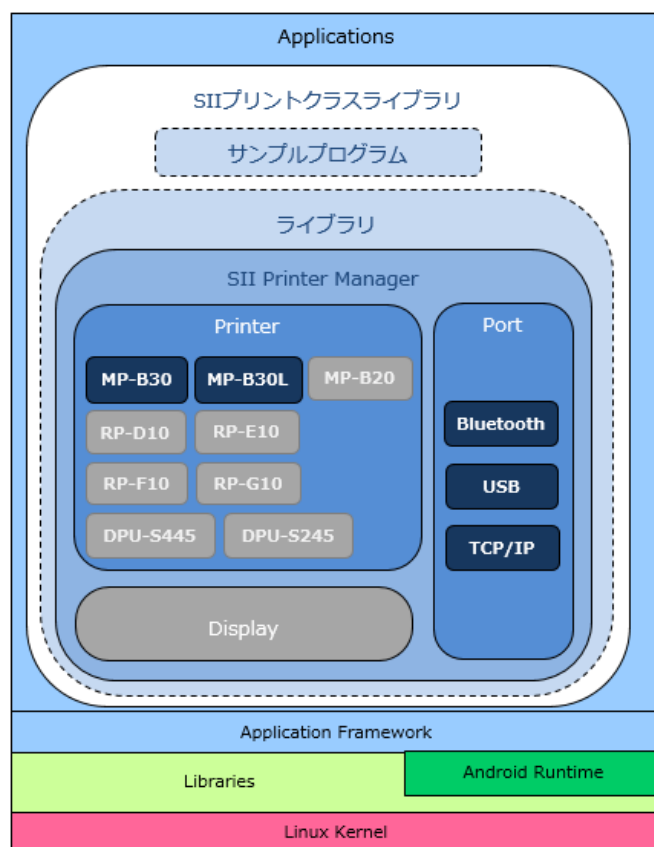 Applications
SIIプリントクラスライブラリ
サンプルプログラム
ライブラリ
SII Printer Manager
Printer
Port
MP-B30
MP-B30L
MP-B20
RP-D10
RP-E10
RP-F10
RP-G10
DPU-S445
DPU-S245
Bluetooth
USB
TCP/IP
Display
Application Framework
Libraries
Android Runtime
Linux Kernel